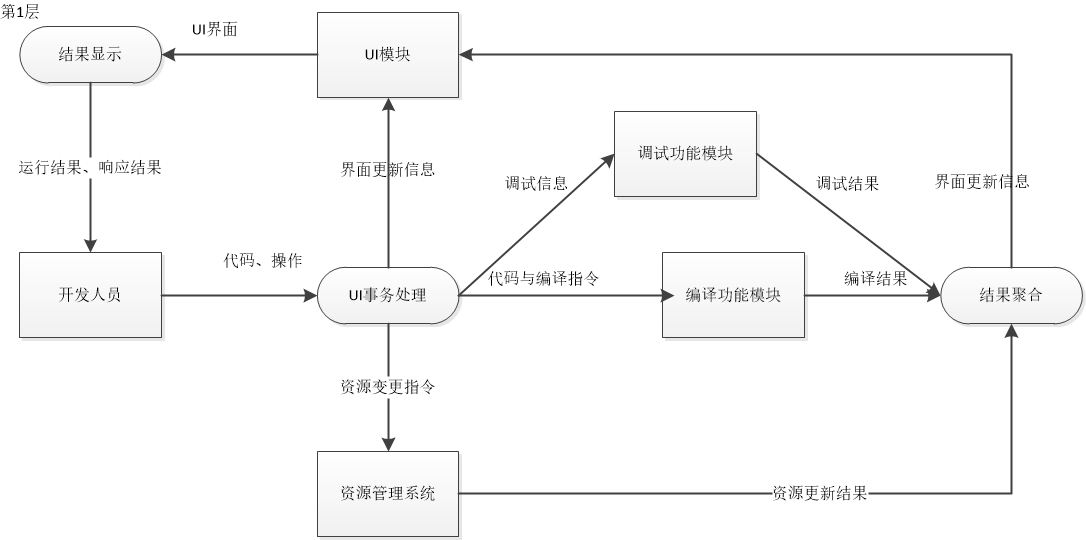 第1层
UI界面
结果显示
UI模块
运行结果、响应结果
界面更新信息
调试信息
调试功能模块
调试结果
界面更新信息
代码、操作
开发人员
UI事务处理
代码与编译指令
编译功能模块
编译结果
结果聚合
资源变更指令
资源管理系统
资源更新结果